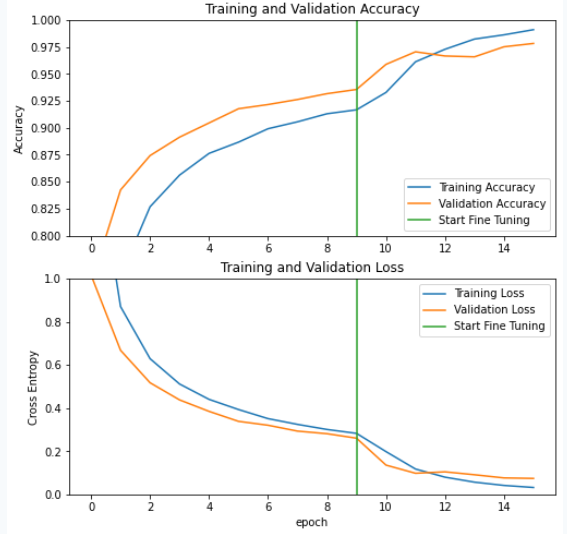 Training and Validation Accuracy
1.000
0.975
0.950
0.925
0.900
0.875
0.850
0.825
0.800
Accuracy
Training Accuracy
Validation Accuracy
Start Fine Tuning
0 2 4 6 8 10 12 14
Training and Validation Loss
1.0
0.8
0.6
0.4
0.2
0.0
Cross Entropy
Training Loss
Validation Loss
Start Fine Tuning
0 2 4 6 8 10 12 14
epoch